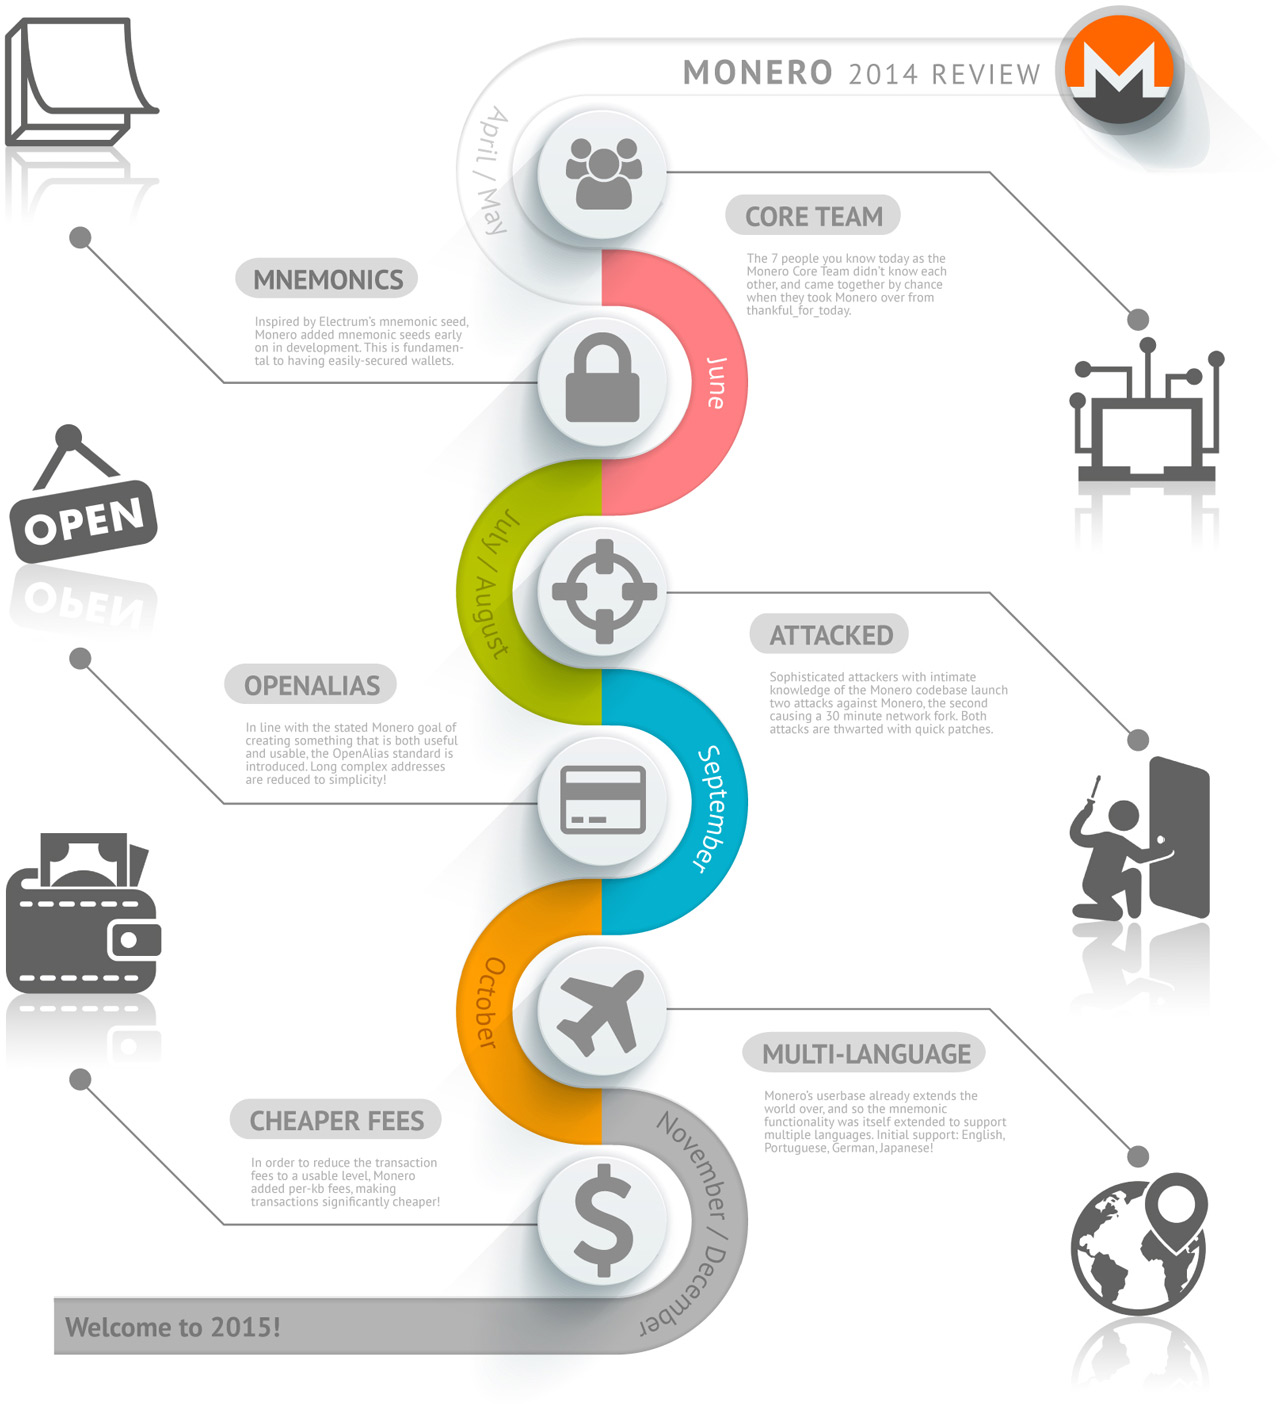 MONERO 2014 REVIEW
April / May
CORE TEAM
The 7 people you know today as the
Monero Core Team didn't know each
other, and came together by chance
when they took Monero over from
thankful_for_today.
June
MNEMONICS
Inspired by Electrum's mnemonic seed,
Monero added mnemonic seeds early
on in development. This is fundamen-
tal to having easily-secured wallets.
July / August
OPEN
ATTACKED
Sophisticated attackers with intimate
knowledge of the Monero codebase launch
two attacks against Monero, the second
causing a 30 minute network fork. Both
attacks are thwarted with quick patches.
September
OPENALIAS
In line with the stated Monero goal of
creating something that is both useful
and usable, the OpenAlias standard is
introduced. Long complex addresses
are reduced to simplicity!
October
MULTI-LANGUAGE
Monero's userbase already extends the
world over, and so the mnemonic
functionality was itself extended to support
multiple languages. Initial support: English,
Portuguese, German, Japanese!
November / December
CHEAPER FEES
In order to reduce the transaction
fees to a usable level, Monero
added per-kb fees, making
transactions significantly cheaper!
$
Welcome to 2015!